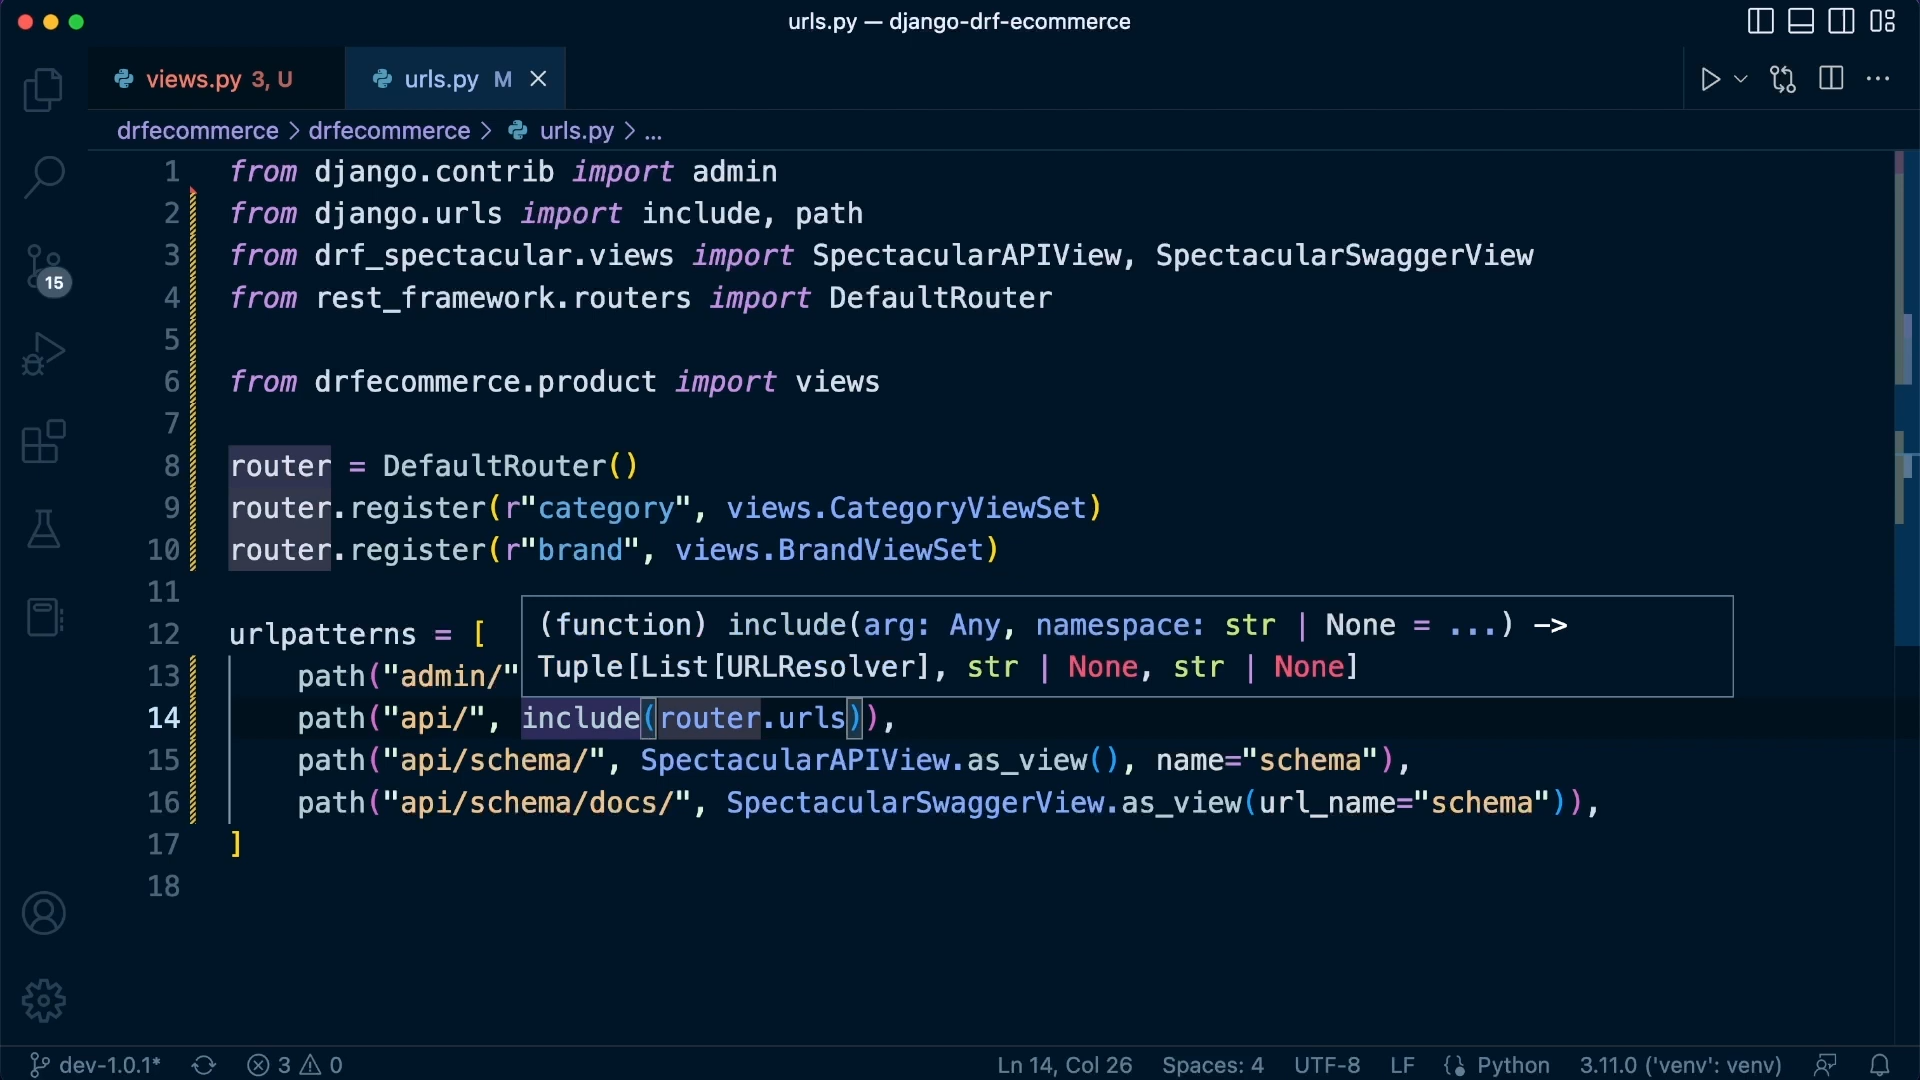 urls.py — django-drf-ecommerce
views.py 3, U
urls.py M
drfecommerce > drfecommerce > urls.py > ...
1 from django.contrib import admin
2 from django.urls import include, path
3 from drf_spectacular.views import SpectacularAPIView, SpectacularSwaggerView
4 from rest_framework.routers import DefaultRouter
5
6 from drfecommerce.product import views
7
8 router = DefaultRouter()
9 router.register(r"category", views.CategoryViewSet)
10 router.register(r"brand", views.BrandViewSet)
11
(function) include(arg: Any, namespace: str | None = ...) ->
12 urlpatterns = [
Tuple[List[URLResolver], str | None, str | None]
13 path("admin/"
14 path("api/", include(router.urls)),
15 path("api/schema/", SpectacularAPIView.as_view(), name="schema"),
16 path("api/schema/docs/", SpectacularSwaggerView.as_view(url_name="schema")),
17 ]
18
15
dev-1.0.1* 3 0 Ln 14, Col 26 Spaces: 4 UTF-8 LF Python 3.11.0 ('venv': venv)